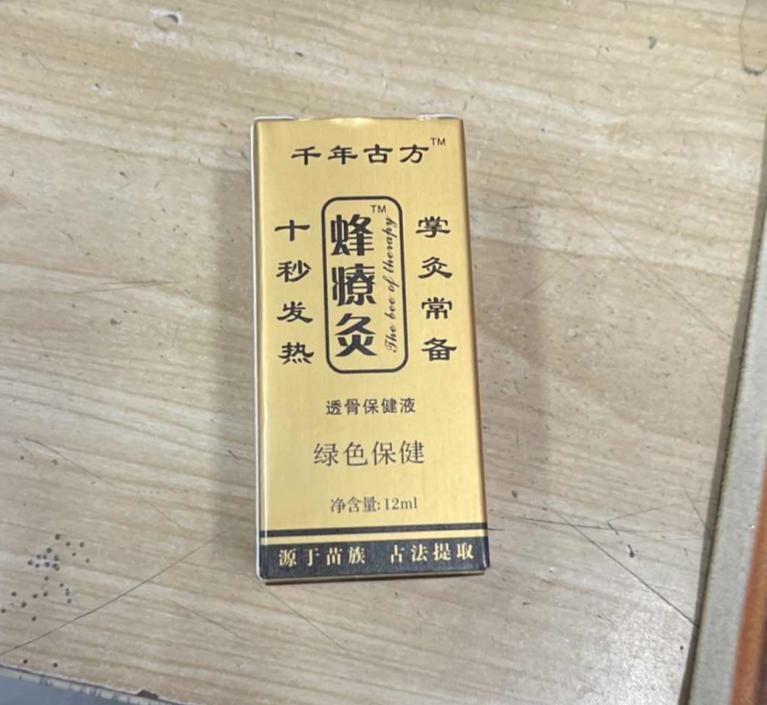 千年古方™
掌灸常备
蜂療灸™
The bee of therapy
十秒发热
透骨保健液
绿色保健
净含量:12ml
源于苗族 古法提取